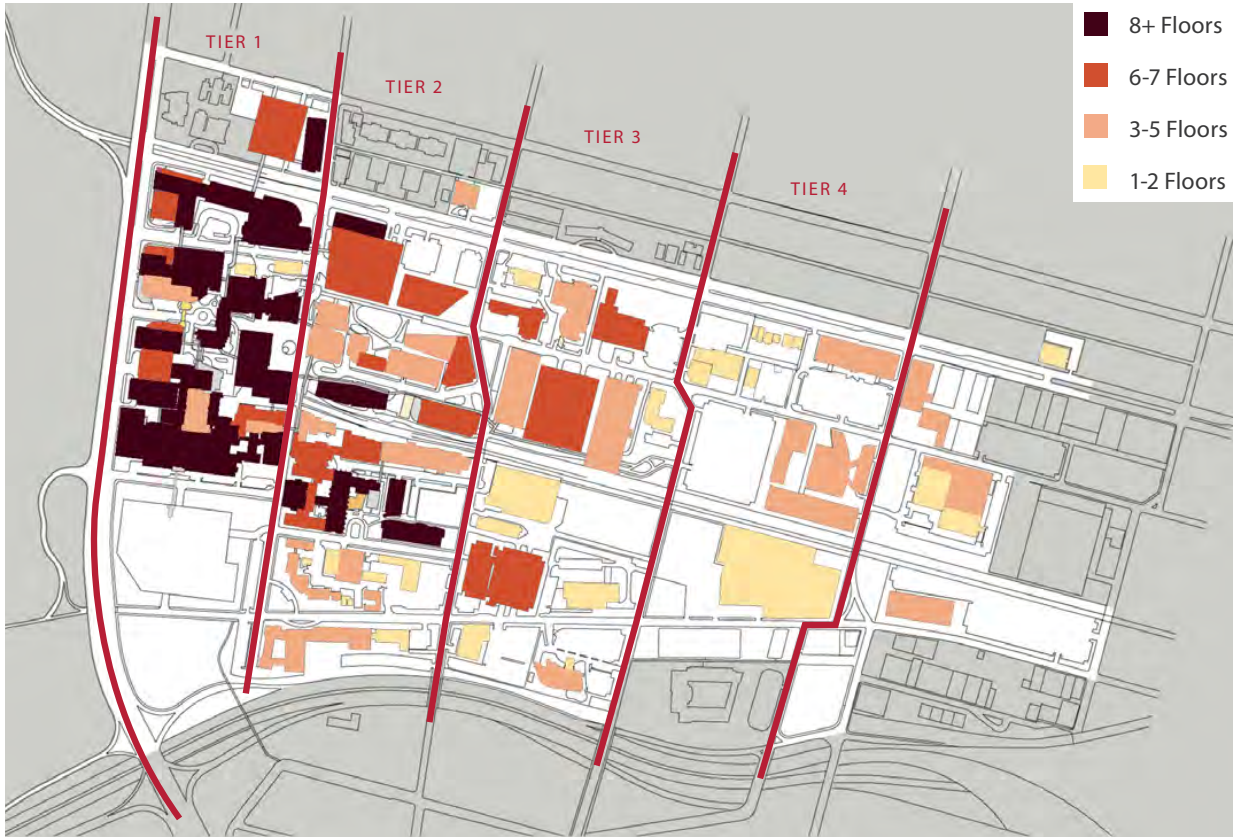 TIER 1
TIER 2
TIER 3
TIER 4
8+ Floors
6-7 Floors
3-5 Floors
1-2 Floors